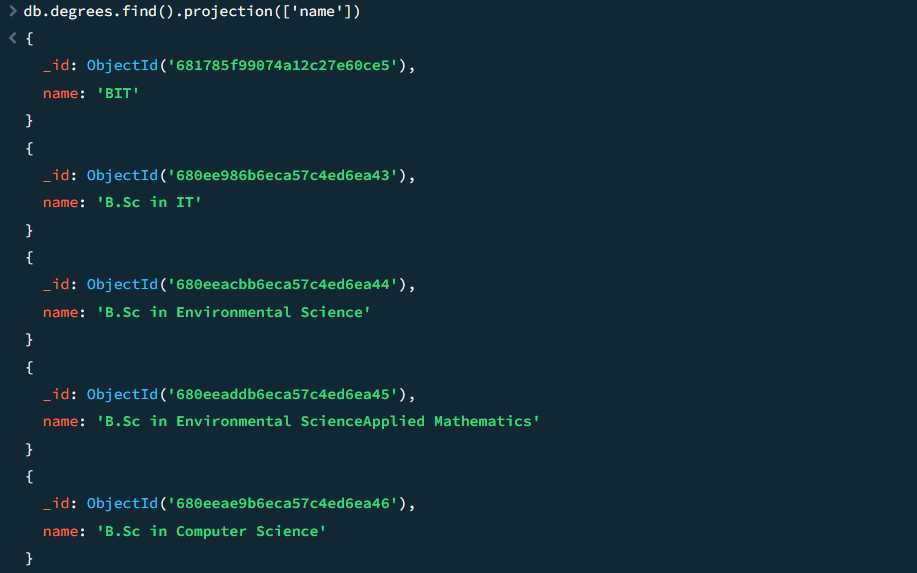 > db.degrees.find().projection(['name'])
< {
_id: ObjectId('681785f99074a12c27e60ce5'),
name: 'BIT'
}
{
_id: ObjectId('680ee986b6eca57c4ed6ea43'),
name: 'B.Sc in IT'
}
{
_id: ObjectId('680eeacbb6eca57c4ed6ea44'),
name: 'B.Sc in Environmental Science'
}
{
_id: ObjectId('680eeaddb6eca57c4ed6ea45'),
name: 'B.Sc in Environmental ScienceApplied Mathematics'
}
{
_id: ObjectId('680eeae9b6eca57c4ed6ea46'),
name: 'B.Sc in Computer Science'
}